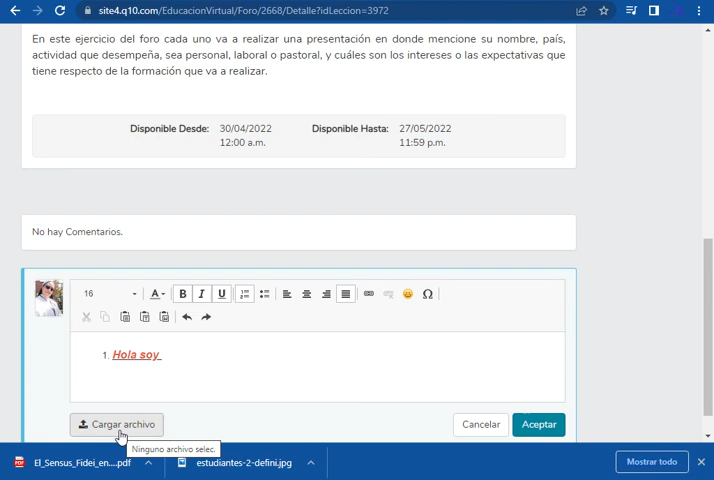 site4.q10.com/EducacionVirtual/Foro/2668/Detalle?idLeccion=3972
En este ejercicio del foro cada uno va a realizar una presentación en donde mencione su nombre, país,
actividad que desempeña, sea personal, laboral o pastoral, y cuáles son los intereses o las expectativas que
tiene respecto de la formación que va a realizar.
Disponible Desde: 30/04/2022 Disponible Hasta: 27/05/2022
12:00 a.m. 11:59 p.m.
No hay Comentarios.
16 A B I U Ω
1. Hola soy
Cargar archivo Cancelar Aceptar
Ninguno archivo selec.
El_Sensus_Fidei_en....pdf estudiantes-2-defini.jpg Mostrar todo